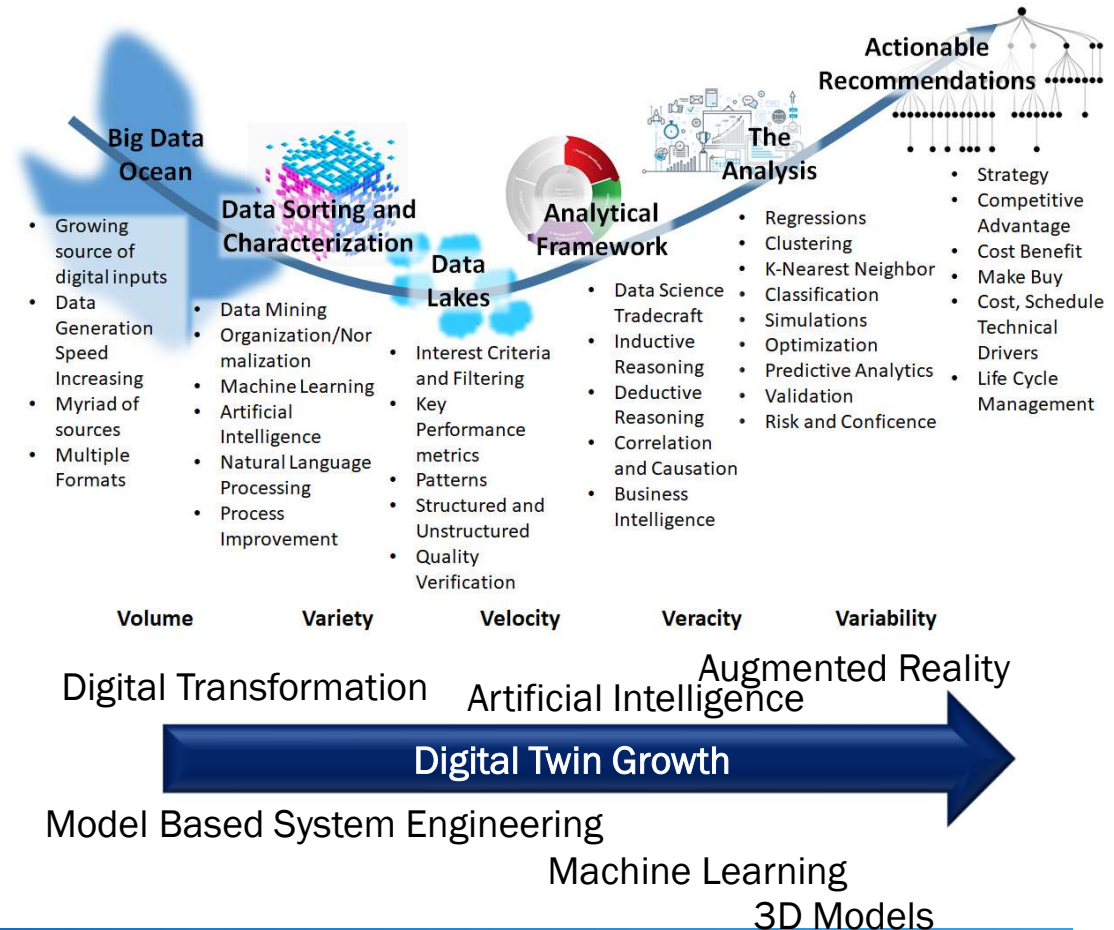 Big Data
Ocean
• Growing
source of
digital inputs
• Data
Generation
Speed
Increasing
• Myriad of
sources
• Multiple
Formats
Data Sorting and
Characterization
• Data Mining
• Organization/Nor
malization
• Machine Learning
• Artificial
Intelligence
• Natural Language
Processing
• Process
Improvement
Data
Lakes
• Interest Criteria
and Filtering
• Key
Performance
metrics
• Patterns
• Structured and
Unstructured
• Quality
Verification
Analytical
Framework
• Data Science
Tradecraft
• Inductive
Reasoning
• Deductive
Reasoning
• Correlation
and Causation
• Business
Intelligence
The
Analysis
• Regressions
• Clustering
• K-Nearest Neighbor
• Classification
• Simulations
• Optimization
• Predictive Analytics
• Validation
• Risk and Conficence
Actionable
Recommendations
• Strategy
• Competitive
Advantage
• Cost Benefit
• Make Buy
• Cost, Schedule
Technical
Drivers
• Life Cycle
Management
Volume
Variety
Velocity
Veracity
Variability
Digital Transformation
Artificial Intelligence
Augmented Reality
Digital Twin Growth
Model Based System Engineering
Machine Learning
3D Models